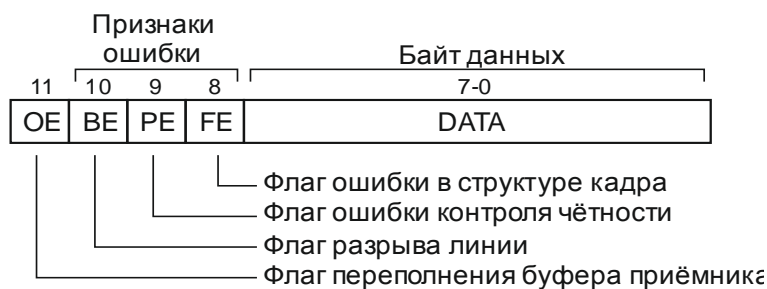 Признаки
ошибки
Байт данных
11 10 9 8 7-0
OE BE PE FE DATA
Флаг ошибки в структуре кадра
Флаг ошибки контроля чётности
Флаг разрыва линии
Флаг переполнения буфера приёмника